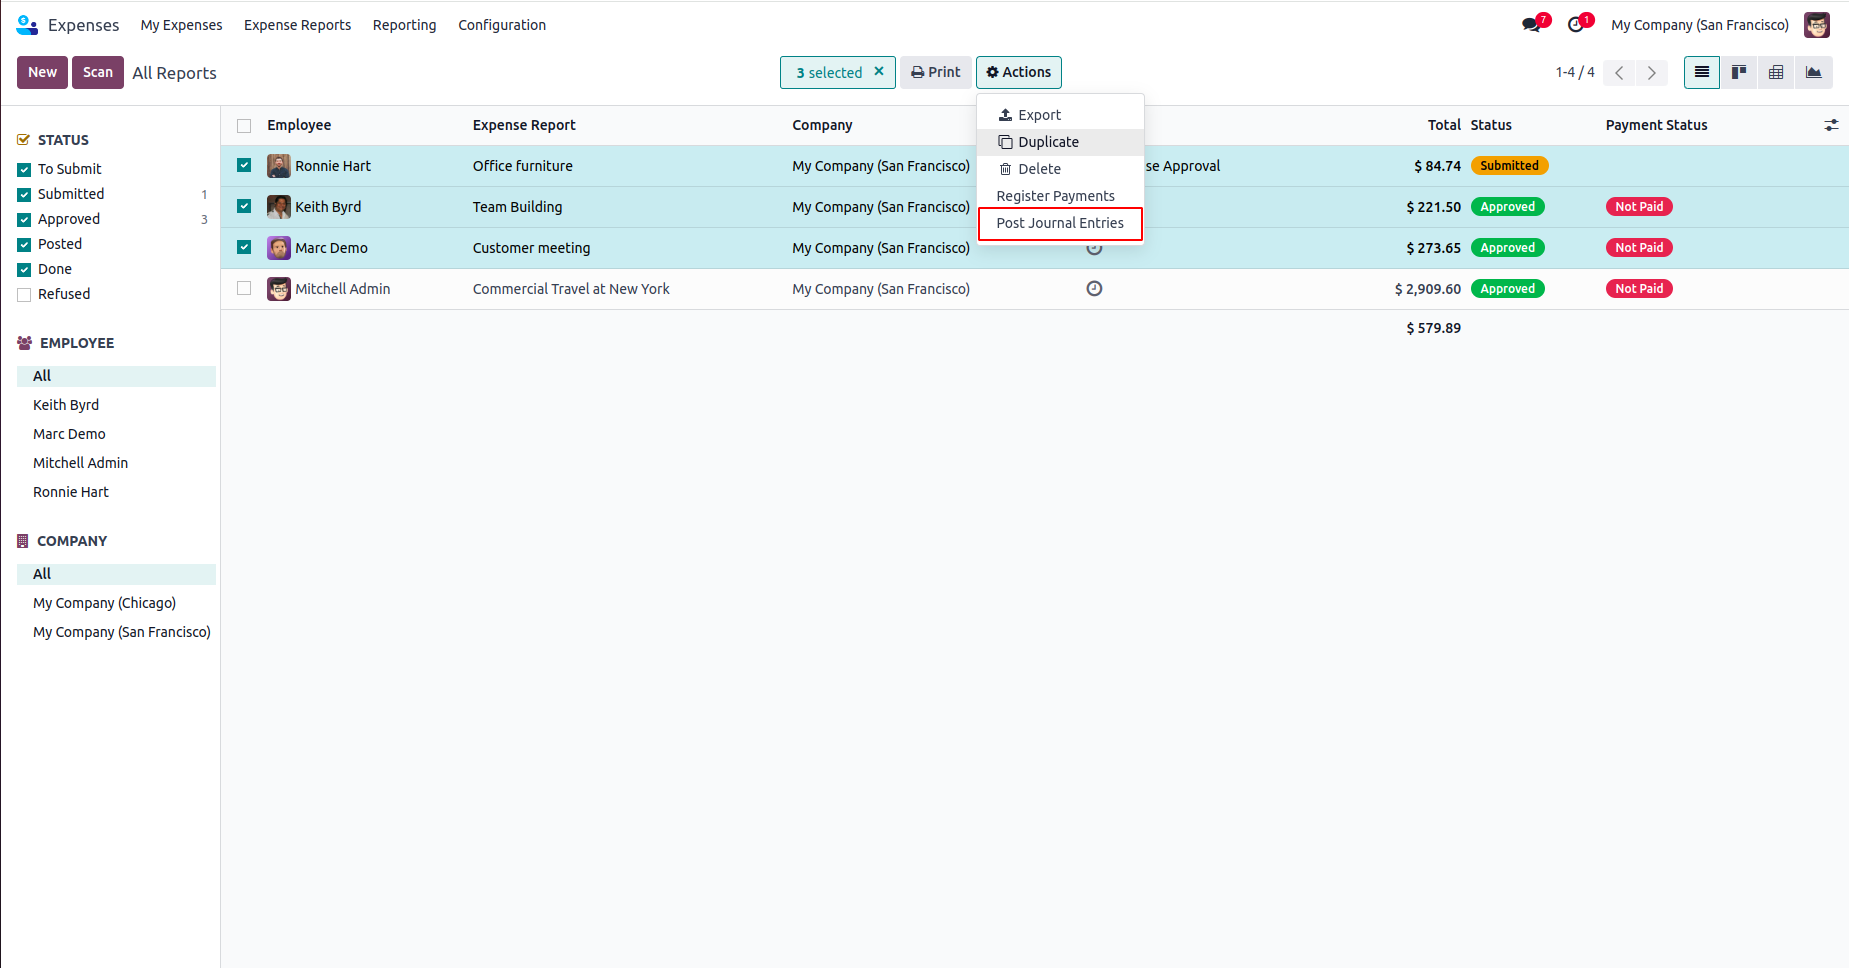 Expenses My Expenses Expense Reports Reporting Configuration 7 1 My Company (San Francisco)
New Scan All Reports 3 selected × Print Actions 1-4 / 4
Export
Duplicate
Delete
Register Payments
Post Journal Entries
STATUS
To Submit
Submitted 1
Approved 3
Posted
Done
Refused
EMPLOYEE
All
Keith Byrd
Marc Demo
Mitchell Admin
Ronnie Hart
COMPANY
All
My Company (Chicago)
My Company (San Francisco)
Employee Expense Report Company Total Status Payment Status
Ronnie Hart Office furniture My Company (San Francisco) se Approval $ 84.74 Submitted
Keith Byrd Team Building My Company (San Francisco) $ 221.50 Approved Not Paid
Marc Demo Customer meeting My Company (San Francisco) $ 273.65 Approved Not Paid
Mitchell Admin Commercial Travel at New York My Company (San Francisco) $ 2,909.60 Approved Not Paid
$ 579.89